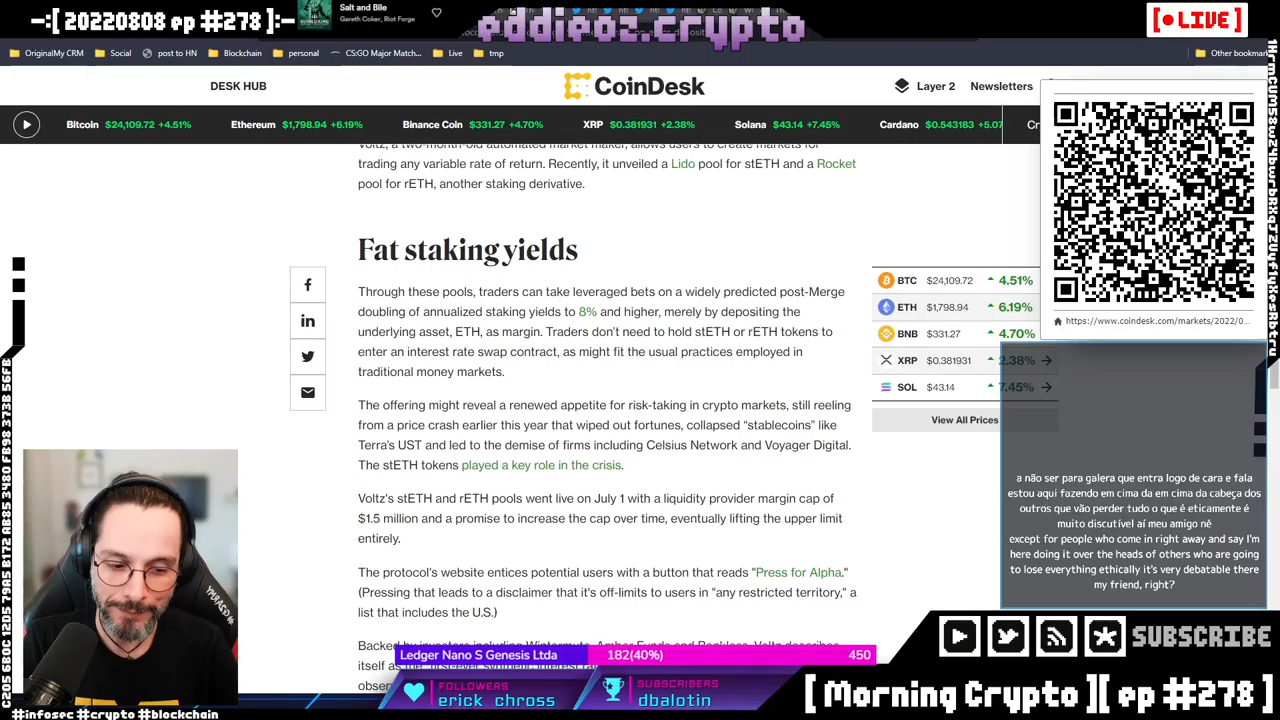 -:[ 20220808 ep #278 ]:-
Salt and Bile
Gareth Coker, Riot Forge
eddieoz.crypto
[● LIVE ]
OriginalMy CRM
Social
post to HN
Blockchain
personal
CS:GO Major Match...
Live
tmp
Other bookmar
DESK HUB
CoinDesk
Layer 2
Newsletters
Bitcoin $24,109.72 +4.51%
Ethereum $1,798.94 +6.19%
Binance Coin $331.27 +4.70%
XRP $0.381931 +2.38%
Solana $43.14 +7.45%
Cardano $0.543183 +5.07
Cr
Voltz, a two-month-old automated market maker, allows users to create markets for
trading any variable rate of return. Recently, it unveiled a Lido pool for stETH and a Rocket
pool for rETH, another staking derivative.
Fat staking yields
Through these pools, traders can take leveraged bets on a widely predicted post-Merge
doubling of annualized staking yields to 8% and higher, merely by depositing the
underlying asset, ETH, as margin. Traders don't need to hold stETH or rETH tokens to
enter an interest rate swap contract, as might fit the usual practices employed in
traditional money markets.
The offering might reveal a renewed appetite for risk-taking in crypto markets, still reeling
from a price crash earlier this year that wiped out fortunes, collapsed “stablecoins” like
Terra's UST and led to the demise of firms including Celsius Network and Voyager Digital.
The stETH tokens played a key role in the crisis.
Voltz's stETH and rETH pools went live on July 1 with a liquidity provider margin cap of
$1.5 million and a promise to increase the cap over time, eventually lifting the upper limit
entirely.
The protocol's website entices potential users with a button that reads "Press for Alpha."
(Pressing that leads to a disclaimer that it's off-limits to users in "any restricted territory," a
list that includes the U.S.)
BTC $24,109.72 4.51%
ETH $1,798.94 6.19%
BNB $331.27 4.70%
XRP $0.381931 2.38%
SOL $43.14 7.45%
View All Prices
https://www.coindesk.com/markets/2022/0...
a não ser para galera que entra logo de cara e fala
estou aqui fazendo em cima da em cima da cabeça dos
outros que vão perder tudo o que é eticamente é
muito discutível aí meu amigo né
except for people who come in right away and say I'm
here doing it over the heads of others who are going
to lose everything ethically it's very debatable there
my friend, right?
Ledger Nano S Genesis Ltda 182(40%) 450
FOLLOWERS
erick_chross
SUBSCRIBERS
dbalotin
SUBSCRIBE
[ Morning Crypto ][ ep #278 ]
#infosec #crypto #blockchain